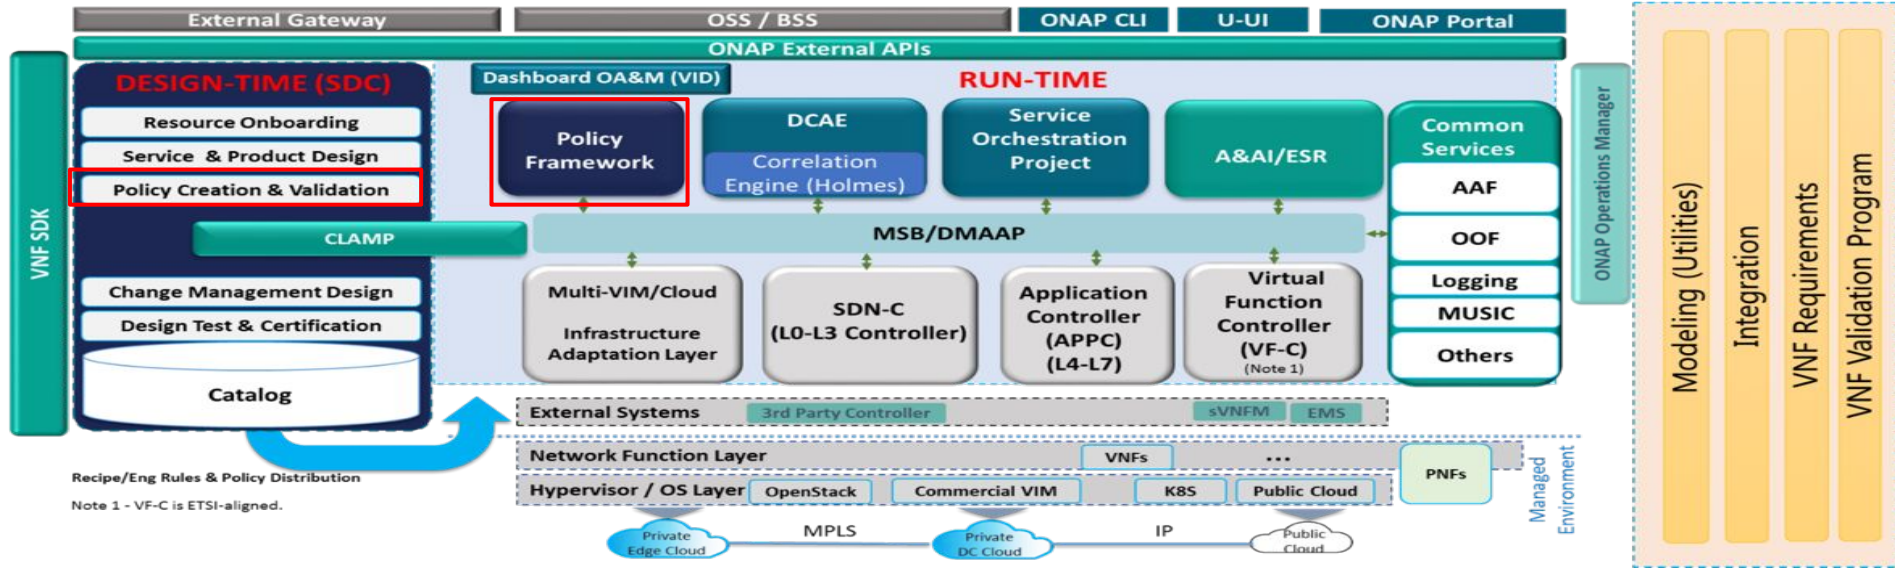 External Gateway
OSS / BSS
ONAP CLI
U-UI
ONAP Portal
ONAP External APIs
VNF SDK
DESIGN-TIME (SDC)
Resource Onboarding
Service & Product Design
Policy Creation & Validation
CLAMP
Change Management Design
Design Test & Certification
Catalog
Recipe/Eng Rules & Policy Distribution
Note 1 - VF-C is ETSI-aligned.
Dashboard OA&M (VID)
RUN-TIME
Policy
Framework
DCAE
Correlation
Engine (Holmes)
Service
Orchestration
Project
A&AI/ESR
MSB/DMAAP
Multi-VIM/Cloud
Infrastructure
Adaptation Layer
SDN-C
(L0-L3 Controller)
Application
Controller
(APPC)
(L4-L7)
Virtual
Function
Controller
(VF-C)
(Note 1)
Common
Services
AAF
OOF
Logging
MUSIC
Others
ONAP Operations Manager
External Systems
3rd Party Controller
sVNFM
EMS
Network Function Layer
VNFs
...
Hypervisor / OS Layer
OpenStack
Commercial VIM
K8S
Public Cloud
PNFs
Managed
Environment
Private
Edge Cloud
MPLS
Private
DC Cloud
IP
Public
Cloud
Modeling (Utilities)
Integration
VNF Requirements
VNF Validation Program